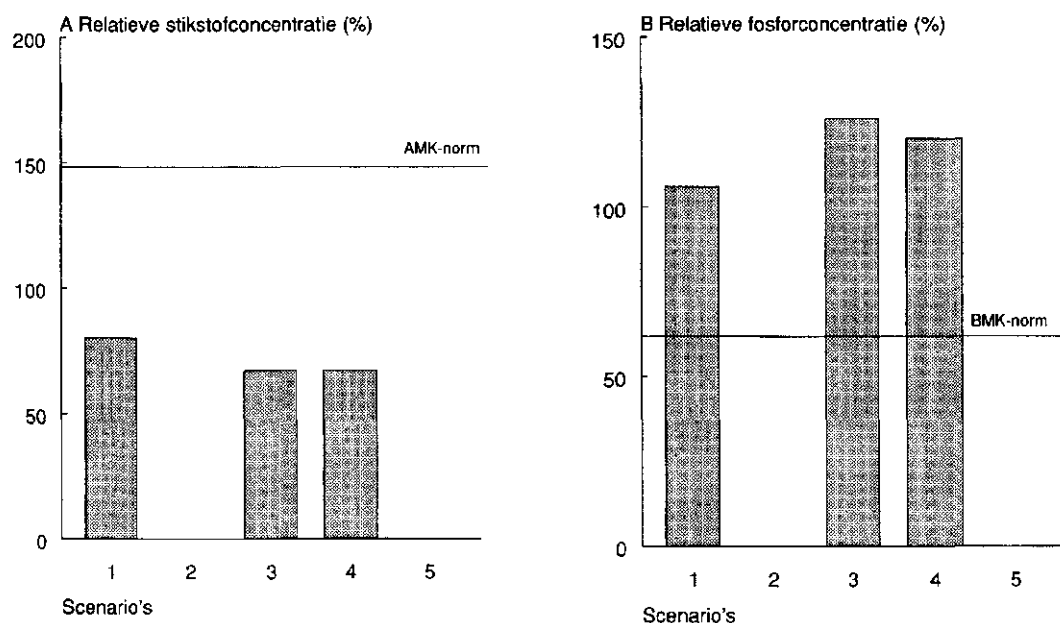 A Relatieve stikstofconcentratie (%)
200
150
100
50
0
AMK-norm
1 2 3 4 5
Scenario's
B Relatieve fosforconcentratie (%)
150
100
50
0
BMK-norm
1 2 3 4 5
Scenario's